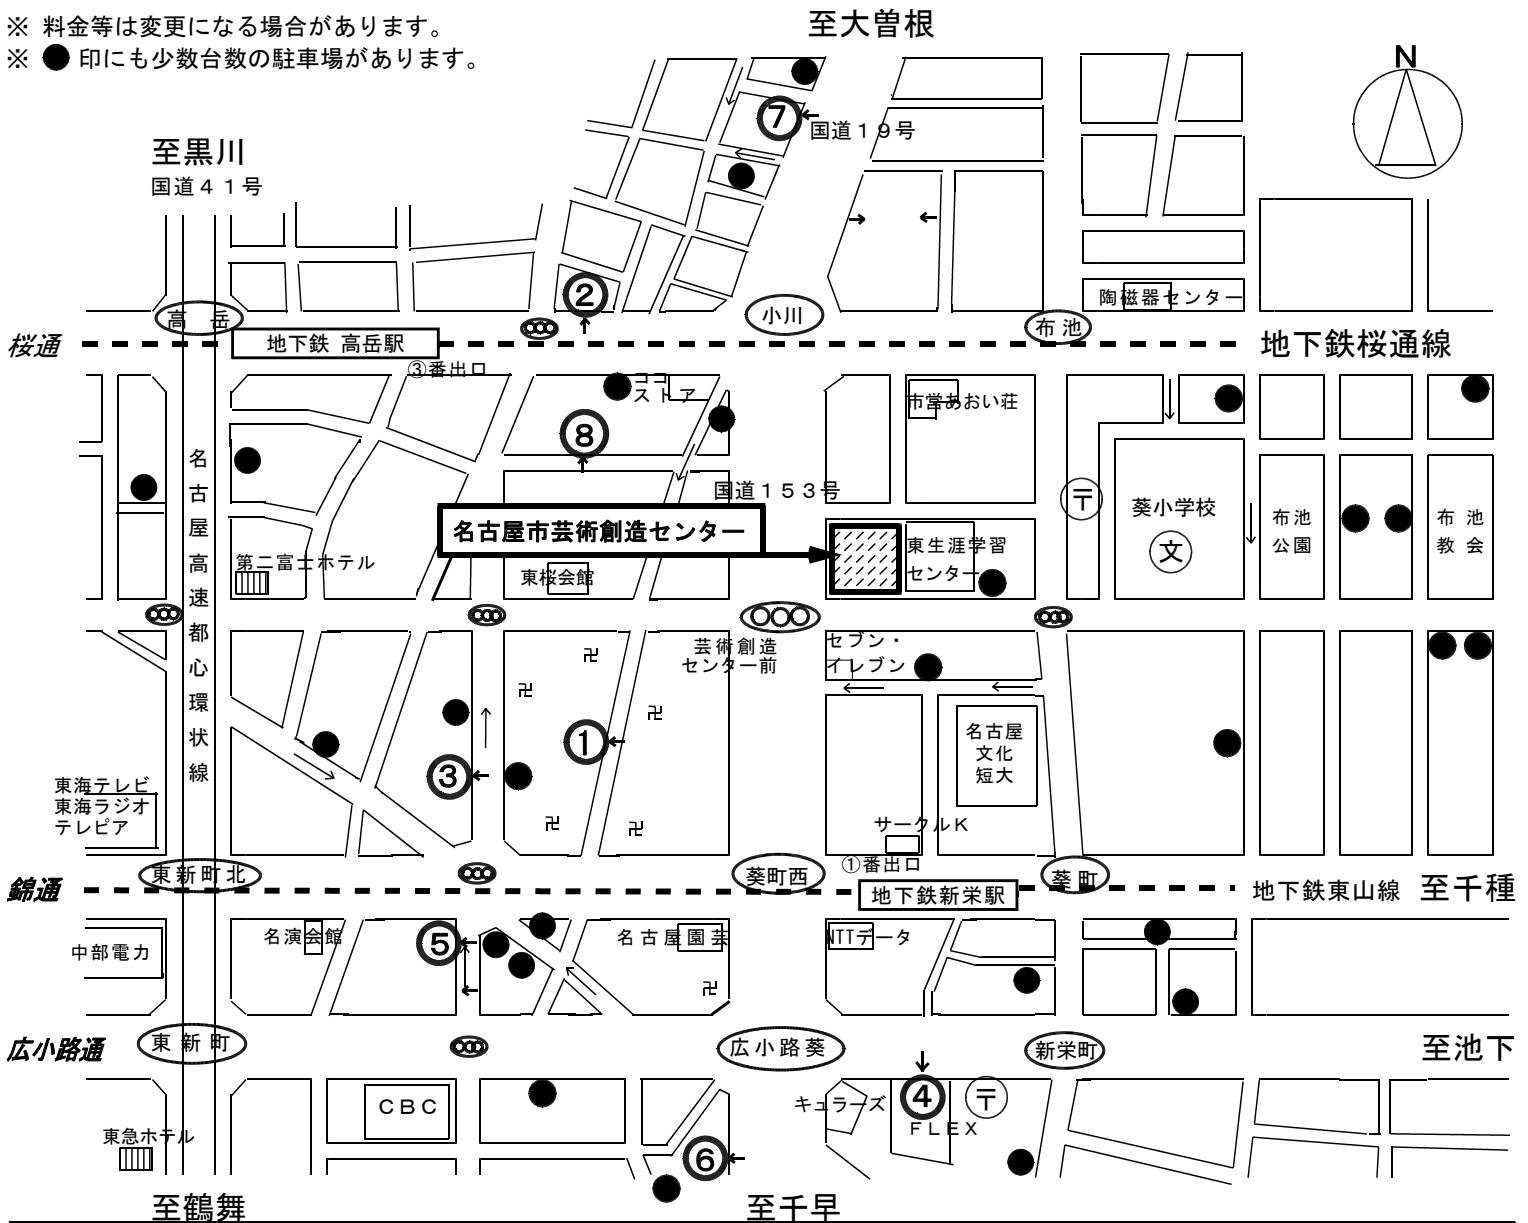 ※ 料金等は変更になる場合があります。
※ ● 印にも少数台数の駐車場があります。
至大曽根
N
⑦
国道１９号
至黒川
国道４１号
②
陶磁器センター
高 岳
小川
布 池
桜通
地下鉄 高岳駅
地下鉄桜通線
③番出口
ココ
ストア
市営あおい荘
⑧
名古屋高速都心環状線
国道１５３号
〒
葵小学校
文
布 池
公 園
布 池
教 会
名古屋市芸術創造センター
東生涯学習
センター
第二富士ホテル
東桜会館
芸術創造
センター前
セブン・
イレブン
卍
卍
卍
①
③
名古屋
文化
短大
東海テレビ
東海ラジオ
テレピア
卍
卍
サークルＫ
①番出口
東新町北
葵町西
葵 町
錦通
地下鉄新栄駅
地下鉄東山線
至千種
中部電力
名演会館
⑤
名古屋園芸
NTTデータ
卍
広小路通
東 新 町
広小路葵
新栄町
至池下
ＣＢＣ
キュラーズ
④
〒
ＦＬＥＸ
東急ホテル
⑥
至鶴舞
至千早